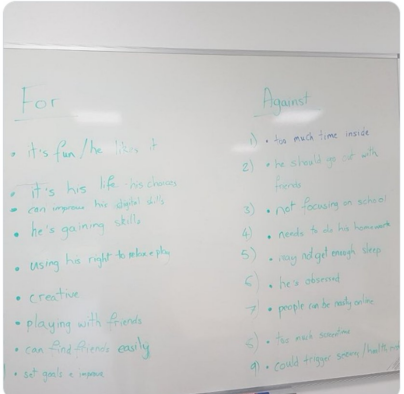 For
• it's fun / he likes it
• it's his life - his choices
• can improve his digital skills
• he's gaining skills
• using his right to relax & play
• creative
• playing with friends
• can find friends easily
• set goals & improve
Against
1) • too much time inside
2) • he should go out with
friends
3) • not focusing on school
4) • needs to do his homework
5) • may not get enough sleep
6) • he's obsessed
7) • people can be nasty online
8) • too much screentime
9) • could trigger / health